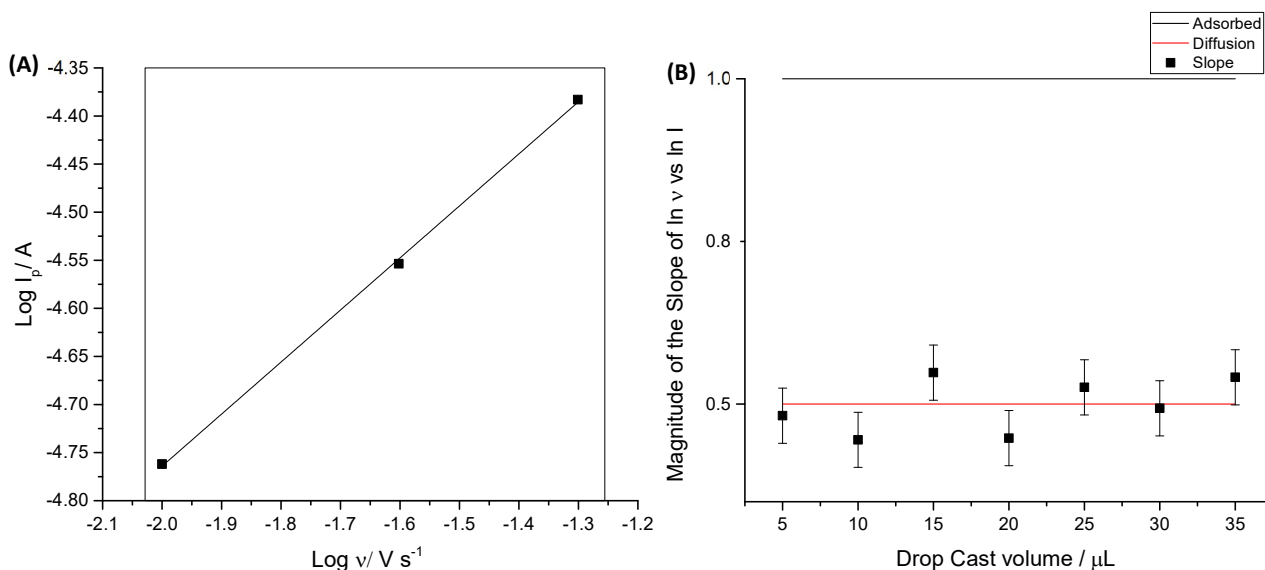 (A)
-4.35
-4.40
-4.45
-4.50
-4.55
-4.60
-4.65
-4.70
-4.75
-4.80
Log Ip/ A
-2.1 -2.0 -1.9 -1.8 -1.7 -1.6 -1.5 -1.4 -1.3 -1.2
Log ν/ V s-1
Adsorbed
Diffusion
Slope
(B)
1.0
0.8
0.5
Magnitude of the Slope of ln ν vs ln I
5 10 15 20 25 30 35
Drop Cast volume / μL